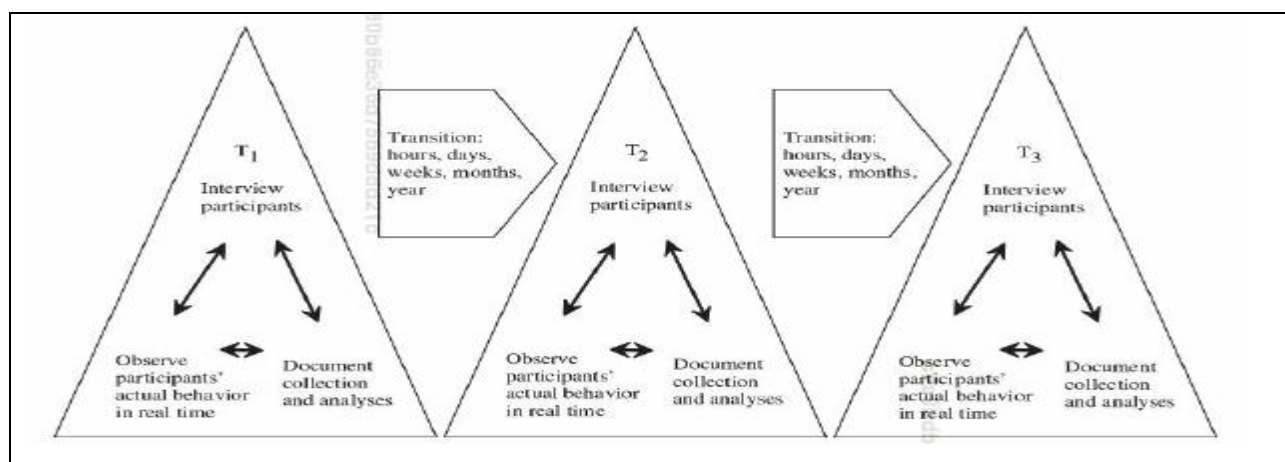 T1
Interview
participants
Observe
participants'
actual behavior
in real time
Document
collection
and analyses
Transition:
hours, days,
weeks, months,
year
T2
Interview
participants
Observe
participants'
actual behavior
in real time
Document
collection
and analyses
Transition:
hours, days,
weeks, months,
year
T3
Interview
participants
Observe
participants'
actual behavior
in real time
Document
collection
and analyses